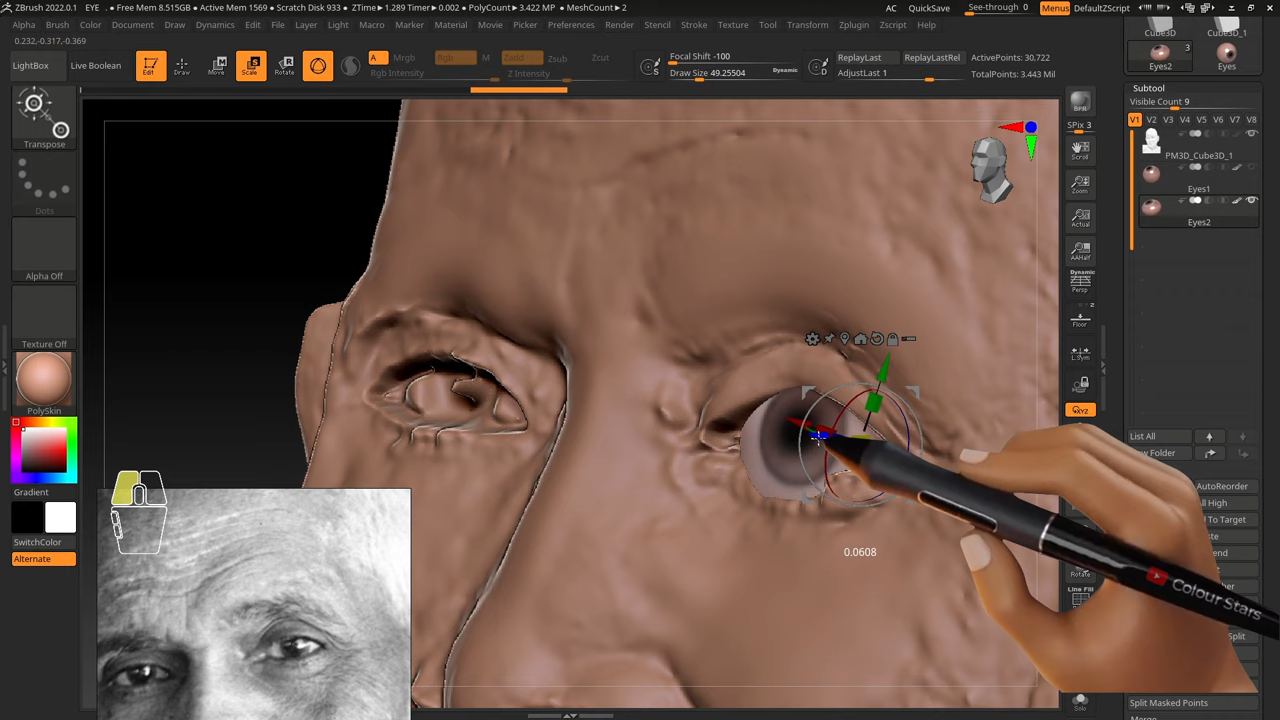 ZBrush 2022.0.1 EYE . • Free Mem 8.515GB • Active Mem 1569 • Scratch Disk 933 • ZTime▸1.289 Timer▸0.002 • PolyCount▸3.422 MP • MeshCount▸2
AC QuickSave See-through 0 Menus DefaultZScript
Alpha Brush Color Document Draw Dynamics Edit File Layer Light Macro Marker Material Movie Picker Preferences Render Stencil Stroke Texture Tool Transform Zplugin Zscript Help
0.232,-0.317,-0.369
LightBox Live Boolean Edit Draw Move Scale Rotate
A Mrgb Rgb M Zadd Zsub Zcut
Rgb Intensity Z Intensity
S Focal Shift -100
Draw Size 49.25504 Dynamic
D ReplayLast ReplayLastRel
AdjustLast 1
ActivePoints: 30,722
TotalPoints: 3.443 Mil
Cube3D Cube3D_1
3
Eyes2 Eyes
Transpose
Dots
Alpha Off
Texture Off
PolySkin
Gradient
SwitchColor
Alternate
BPR
SPix 3
Scroll
Zoom
Actual
AAHalf
Dynamic
Persp
Floor
L.Sym
Xyz
Rotate
Line Fill
Solo
Subtool
Visible Count 9
V1 V2 V3 V4 V5 V6 V7 V8
PM3D_Cube3D_1
Eyes1
Eyes2
List All
AutoReorder
Split Masked Points
0.0608
Colour Stars